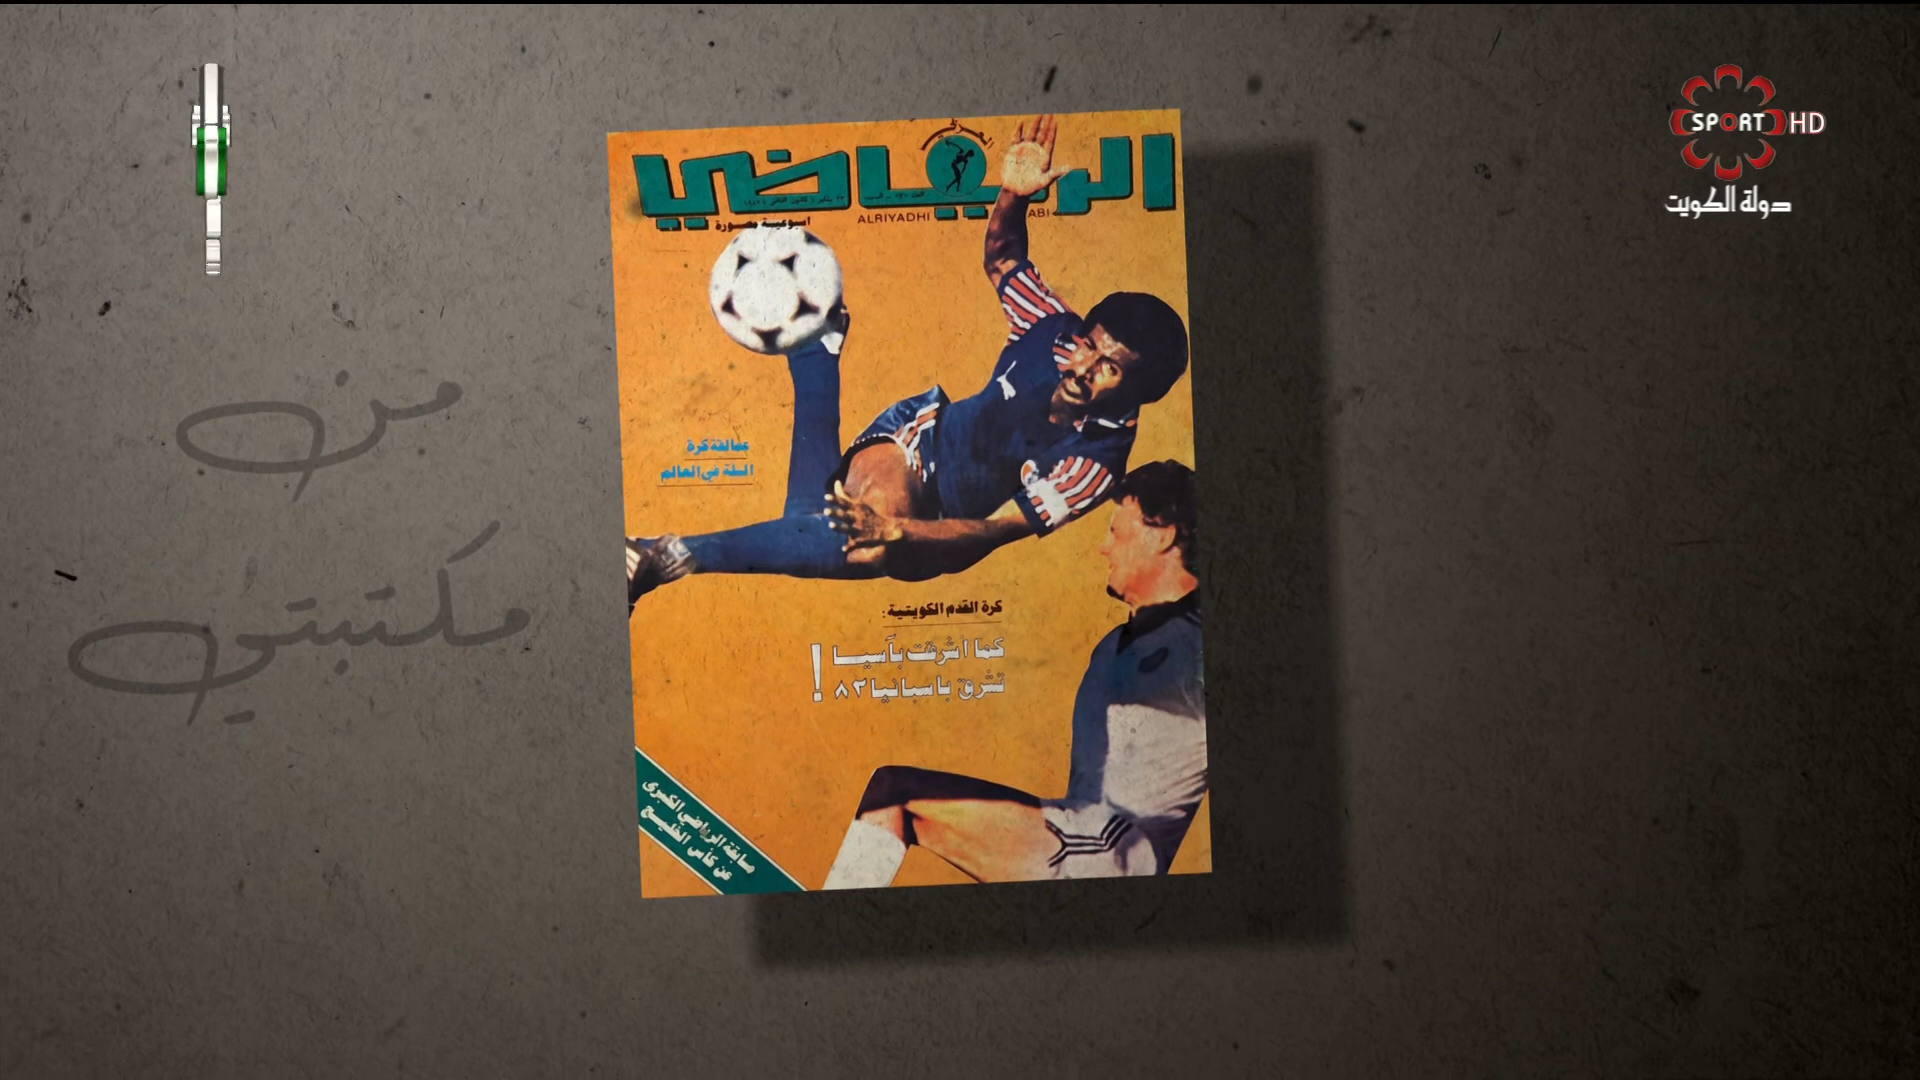 SPORT HD
دولة الكويت
العربي
الرياضي
ALRIYADHI
ABI
اسبوعية مصورة
عمالقة كرة
السلة في العالم
كرة القدم الكويتية:
كما اشرقت بآسيا
تشرق باسبانيا ٨٢ !
مسابقة الرياضي الكبرى
عن كأس الخليج
من
مكتبتي